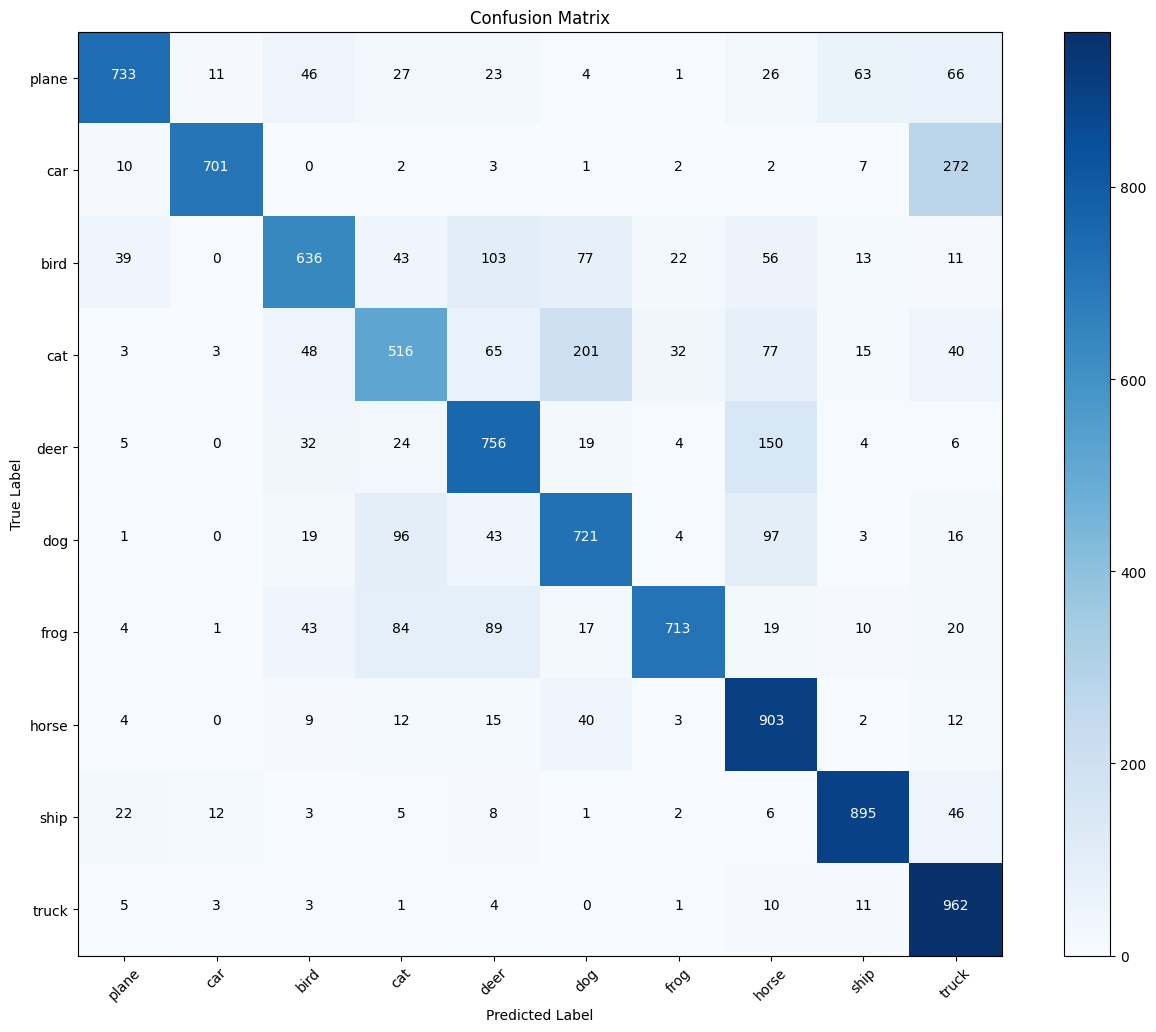 Confusion Matrix
plane 733 11 46 27 23 4 1 26 63 66
car 10 701 0 2 3 1 2 2 7 272
bird 39 0 636 43 103 77 22 56 13 11
cat 3 3 48 516 65 201 32 77 15 40
deer 5 0 32 24 756 19 4 150 4 6
dog 1 0 19 96 43 721 4 97 3 16
frog 4 1 43 84 89 17 713 19 10 20
horse 4 0 9 12 15 40 3 903 2 12
ship 22 12 3 5 8 1 2 6 895 46
truck 5 3 3 1 4 0 1 10 11 962
plane car bird cat deer dog frog horse ship truck
True Label
Predicted Label
800
600
400
200
0